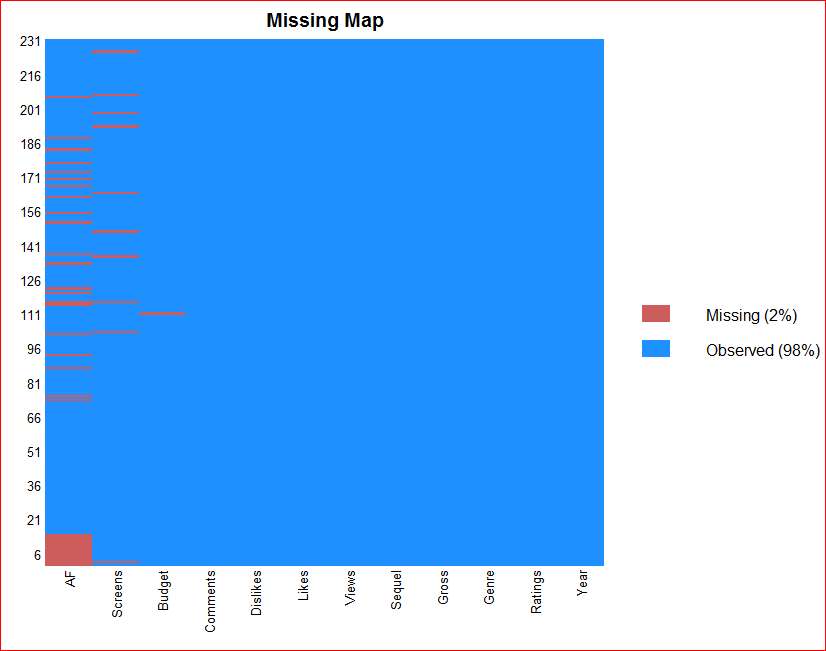 Missing Map
231
216
201
186
171
156
141
126
111
96
81
66
51
36
21
6
Missing (2%)
Observed (98%)
AF
Screens
Budget
Comments
Dislikes
Likes
Views
Sequel
Gross
Genre
Ratings
Year